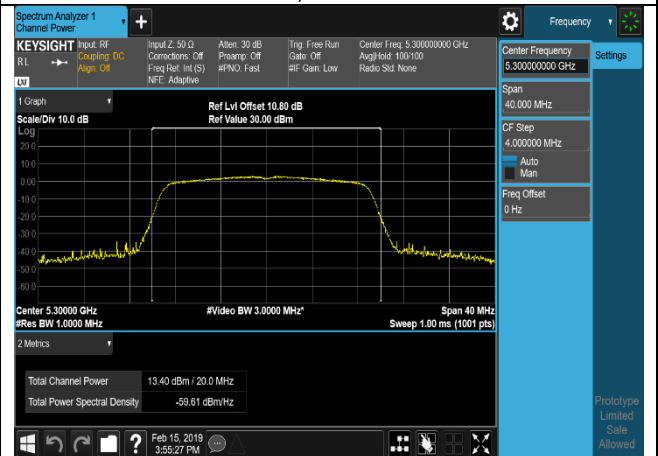 Spectrum Analyzer 1
Channel Power
Frequency
KEYSIGHT
RL
Input: RF
Coupling: DC
Align: Off
Input Z: 50 Ω
Corrections: Off
Freq Ref: Int (S)
NFE: Adaptive
Atten: 30 dB
Preamp: Off
#PNO: Fast
Trig: Free Run
Gate: Off
#IF Gain: Low
Center Freq: 5.300000000 GHz
Avg|Hold: 100/100
Radio Std: None
LXI
1 Graph
Scale/Div 10.0 dB
Ref Lvl Offset 10.80 dB
Ref Value 30.00 dBm
Log
20.0
10.0
0.00
-10.0
-20.0
-30.0
-40.0
-50.0
-60.0
Center 5.30000 GHz
#Video BW 3.0000 MHz*
Span 40 MHz
#Res BW 1.0000 MHz
Sweep 1.00 ms (1001 pts)
2 Metrics
Total Channel Power
13.40 dBm / 20.0 MHz
Total Power Spectral Density
-59.61 dBm/Hz
Feb 15, 2019
3:55:27 PM
Center Frequency
5.300000000 GHz
Settings
Span
40.000 MHz
CF Step
4.000000 MHz
Auto
Man
Freq Offset
0 Hz
Prototype
Limited
Sale
Allowed